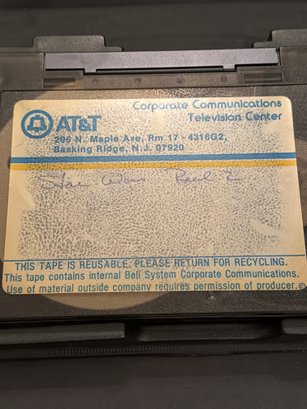 Corporate Communications
Television Center
AT&T
295 N. Maple Ave, Rm 17 - 4316G2,
Basking Ridge, N.J. 07920
Star Wars Reel 2
THIS TAPE IS REUSABLE, PLEASE RETURN FOR RECYCLING.
This tape contains internal Bell System Corporate Communications.
Use of material outside company requires permission of producer.